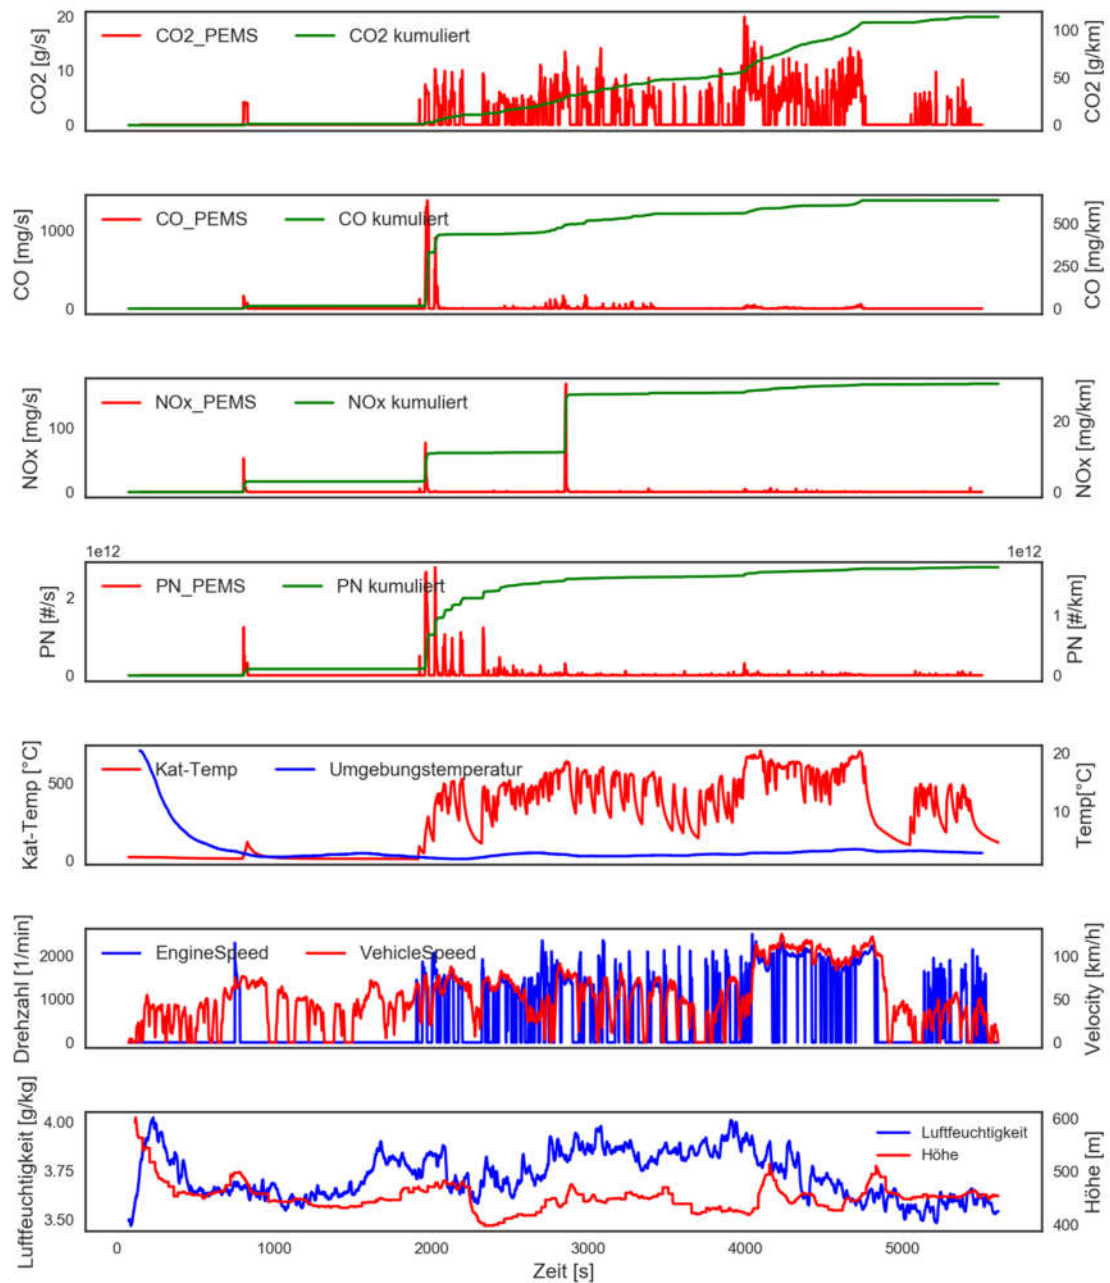 CO2 [g/s]
20
10
0
CO2_PEMS
CO2 kumuliert
100
50
0
CO2 [g/km]
CO [mg/s]
1000
0
CO_PEMS
CO kumuliert
500
250
0
CO [mg/km]
NOx [mg/s]
100
0
NOx_PEMS
NOx kumuliert
20
0
NOx [mg/km]
1e12
1e12
PN [#/s]
2
0
PN_PEMS
PN kumuliert
1
0
PN [#/km]
Kat-Temp [°C]
500
0
Kat-Temp
Umgebungstemperatur
20
10
Temp[°C]
Drehzahl [1/min]
2000
1000
0
EngineSpeed
VehicleSpeed
100
50
0
Velocity [km/h]
Luftfeuchtigkeit [g/kg]
4.00
3.75
3.50
Luftfeuchtigkeit
Höhe
600
500
400
Höhe [m]
0 1000 2000 3000 4000 5000
Zeit [s]